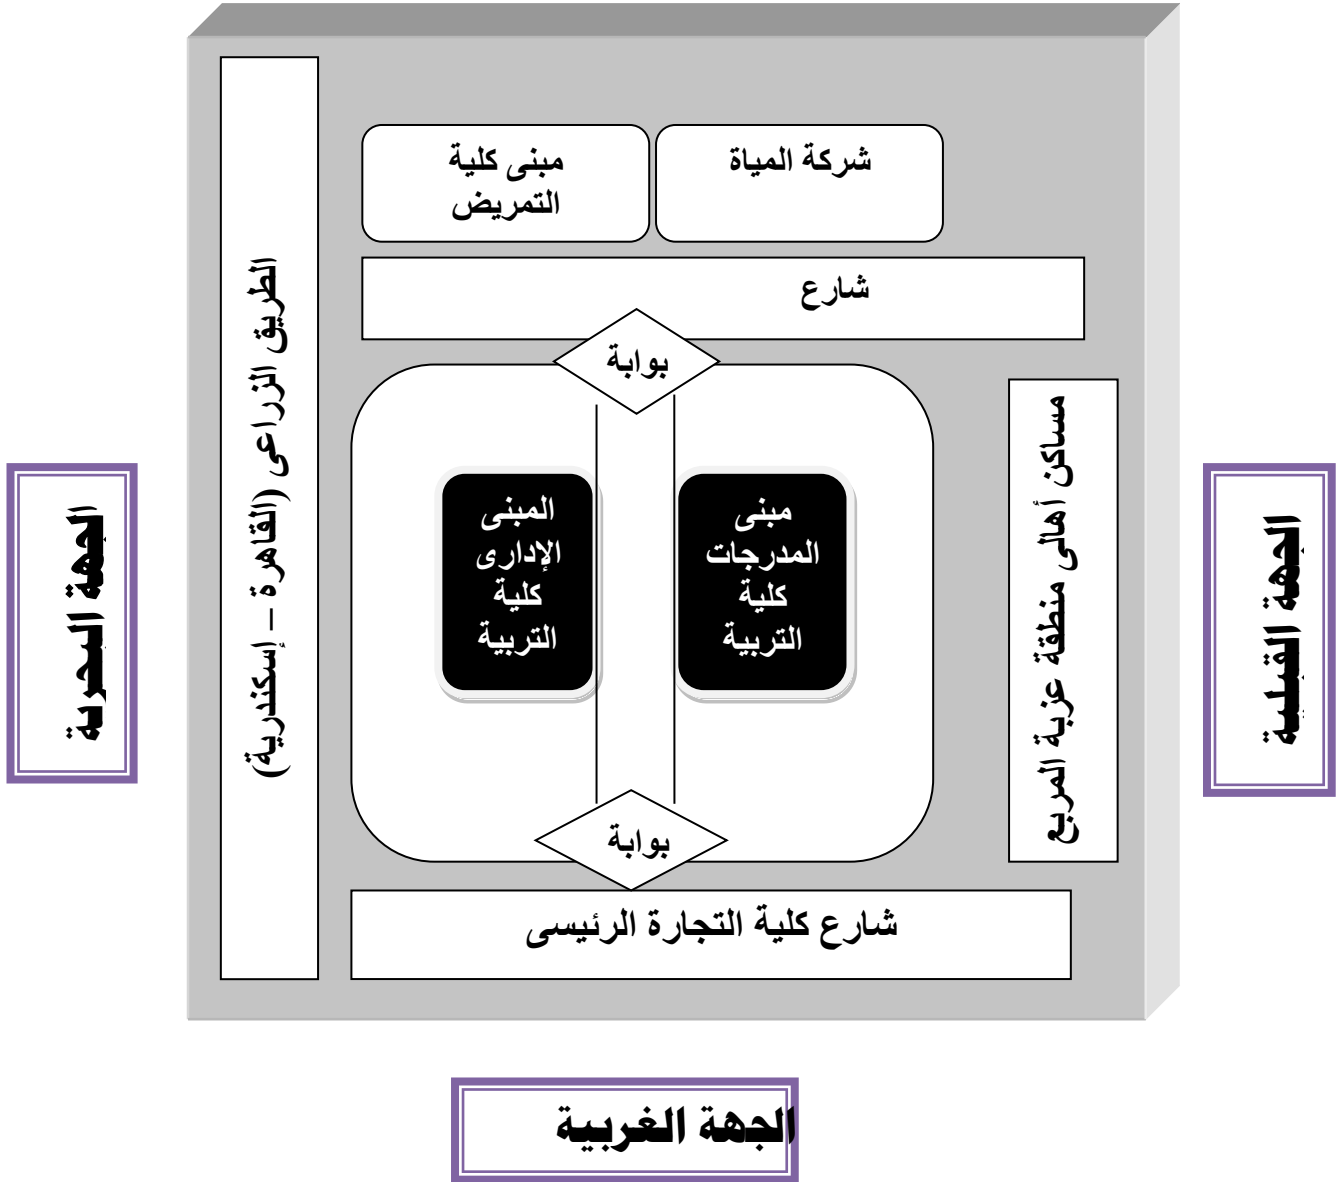 شركة المياة
مبنى كلية
التمريض
شارع
بوابة
مبنى
المدرجات
كلية
التربية
المبنى
الإدارى
كلية
التربية
بوابة
شارع كلية التجارة الرئيسى
مساكن أهالى منطقة عزبة المربع
الطريق الزراعى (القاهرة – إسكندرية)
الجهة القبلية
الجهة البحرية
الجهة الغربية